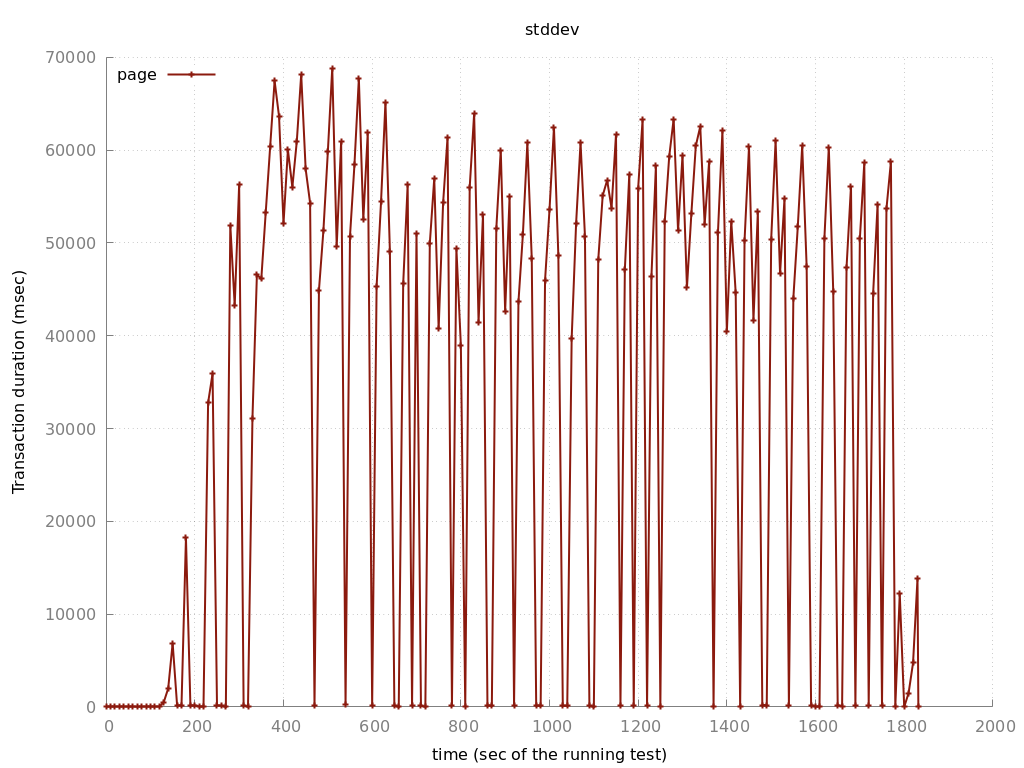 stddev
70000
page
60000
50000
40000
30000
20000
10000
0
0 200 400 600 800 1000 1200 1400 1600 1800 2000
Transaction duration (msec)
time (sec of the running test)